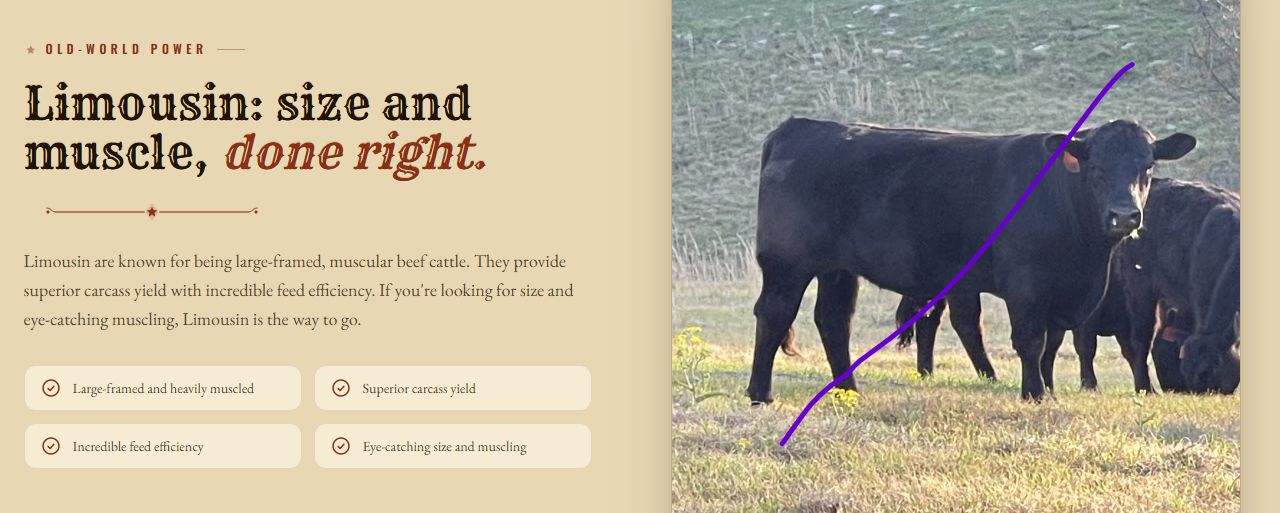 OLD-WORLD POWER
Limousin: size and
muscle, done right.
Limousin are known for being large-framed, muscular beef cattle. They provide
superior carcass yield with incredible feed efficiency. If you're looking for size and
eye-catching muscling, Limousin is the way to go.
Large-framed and heavily muscled
Superior carcass yield
Incredible feed efficiency
Eye-catching size and muscling